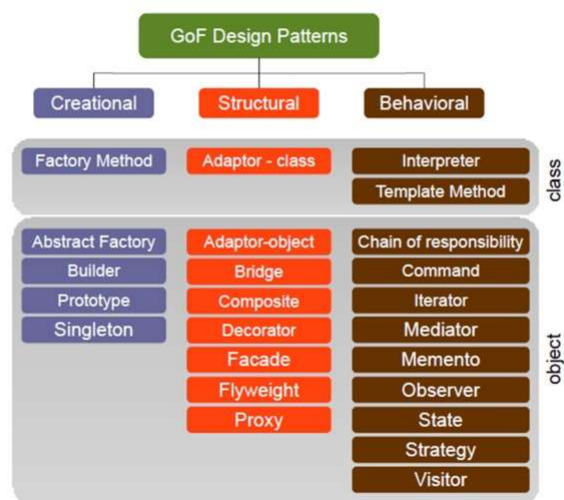 GoF Design Patterns
Creational
Structural
Behavioral
Factory Method
Adaptor - class
Interpreter
Template Method
class
Abstract Factory
Builder
Prototype
Singleton
Adaptor-object
Bridge
Composite
Decorator
Facade
Flyweight
Proxy
Chain of responsibility
Command
Iterator
Mediator
Memento
Observer
State
Strategy
Visitor
object